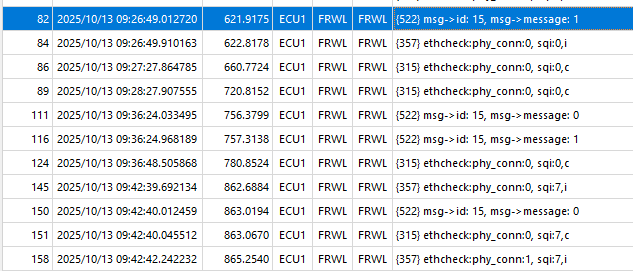 82 2025/10/13 09:26:49.012720 621.9175 ECU1 FRWL FRWL {522} msg->id: 15, msg->message: 1
84 2025/10/13 09:26:49.910163 622.8178 ECU1 FRWL FRWL {357} ethcheck:phy_conn:0, sqi:0,i
86 2025/10/13 09:27:27.864785 660.7724 ECU1 FRWL FRWL {315} ethcheck:phy_conn:0, sqi:0,c
89 2025/10/13 09:28:27.907555 720.8152 ECU1 FRWL FRWL {315} ethcheck:phy_conn:0, sqi:0,c
111 2025/10/13 09:36:24.033495 756.3799 ECU1 FRWL FRWL {522} msg->id: 15, msg->message: 0
116 2025/10/13 09:36:24.968189 757.3138 ECU1 FRWL FRWL {522} msg->id: 15, msg->message: 1
124 2025/10/13 09:36:48.505868 780.8524 ECU1 FRWL FRWL {315} ethcheck:phy_conn:0, sqi:0,c
145 2025/10/13 09:42:39.692134 862.6884 ECU1 FRWL FRWL {357} ethcheck:phy_conn:0, sqi:7,i
150 2025/10/13 09:42:40.012459 863.0194 ECU1 FRWL FRWL {522} msg->id: 15, msg->message: 0
151 2025/10/13 09:42:40.045512 863.0670 ECU1 FRWL FRWL {315} ethcheck:phy_conn:0, sqi:7,c
158 2025/10/13 09:42:42.242232 865.2540 ECU1 FRWL FRWL {357} ethcheck:phy_conn:1, sqi:7,i